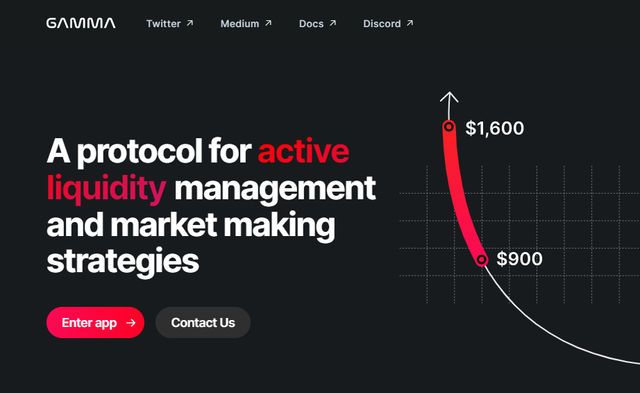 GAMMA Twitter ↗ Medium ↗ Docs ↗ Discord ↗
$1,600
A protocol for active
liquidity management
and market making
strategies
$900
Enter app → Contact Us